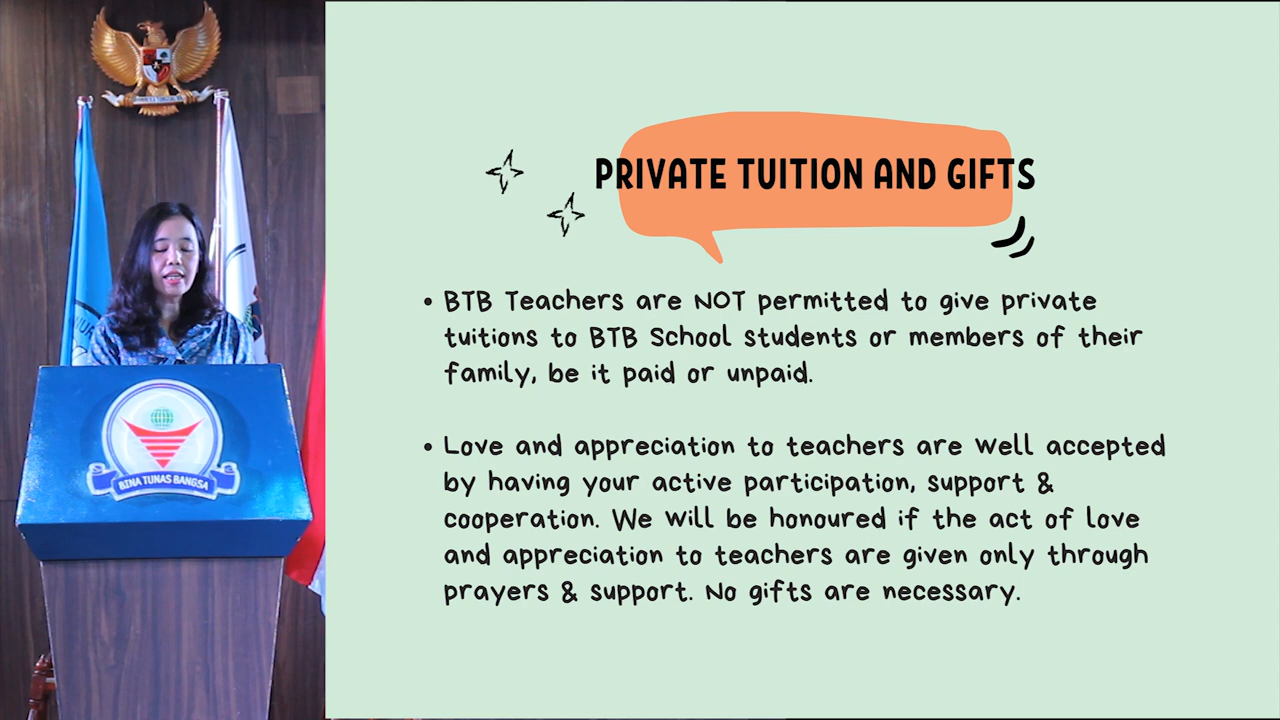 PRIVATE TUITION AND GIFTS
• BTB Teachers are NOT permitted to give private
tuitions to BTB School students or members of their
family, be it paid or unpaid.
• Love and appreciation to teachers are well accepted
by having your active participation, support &
cooperation. We will be honoured if the act of love
and appreciation to teachers are given only through
prayers & support. No gifts are necessary.
BINA TUNAS BANGSA